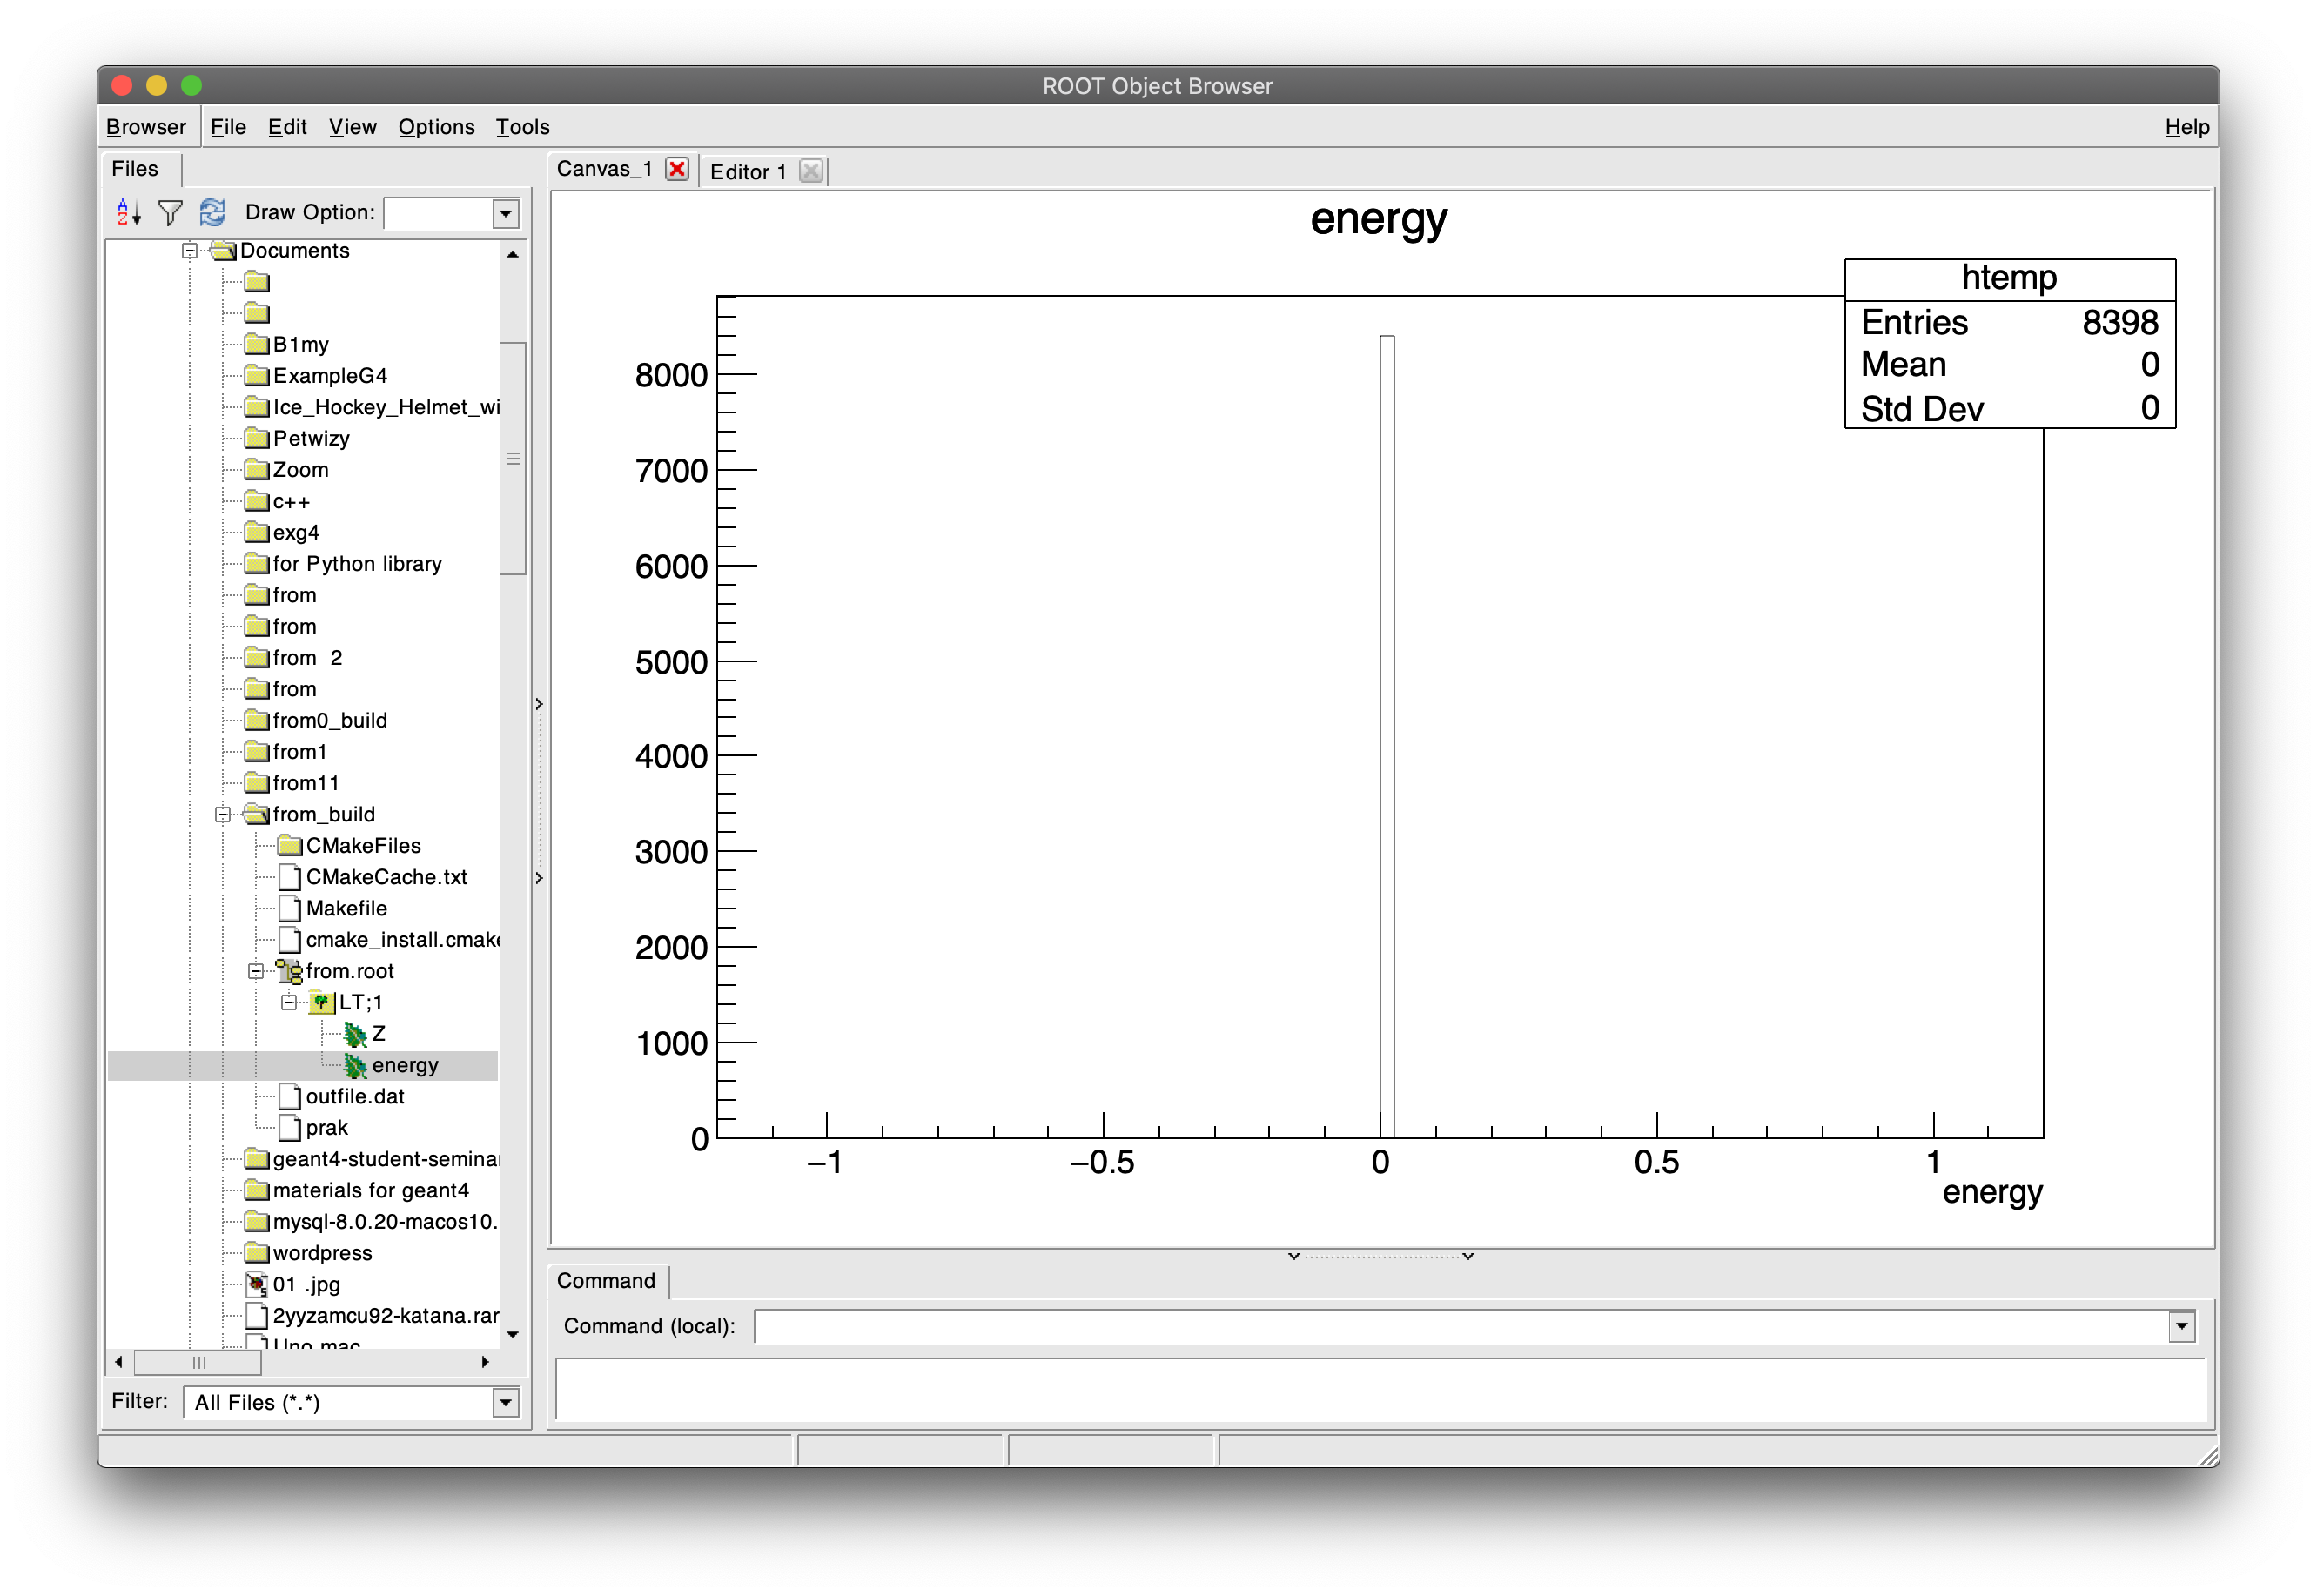 ROOT Object Browser
Browser File Edit View Options Tools Help
Files
Canvas_1 Editor 1
Draw Option:
Documents
B1my
ExampleG4
Ice_Hockey_Helmet_wi
Petwizy
Zoom
c++
exg4
for Python library
from
from
from 2
from
from0_build
from1
from11
from_build
CMakeFiles
CMakeCache.txt
Makefile
cmake_install.cmake
from.root
LT;1
Z
energy
outfile.dat
prak
geant4-student-seminar
materials for geant4
mysql-8.0.20-macos10.
wordpress
01 .jpg
2yyzamcu92-katana.rar
Uno.mac
Filter: All Files (*.*)
energy
htemp
Entries 8398
Mean 0
Std Dev 0
8000
7000
6000
5000
4000
3000
2000
1000
0
−1 −0.5 0 0.5 1
energy
Command
Command (local):